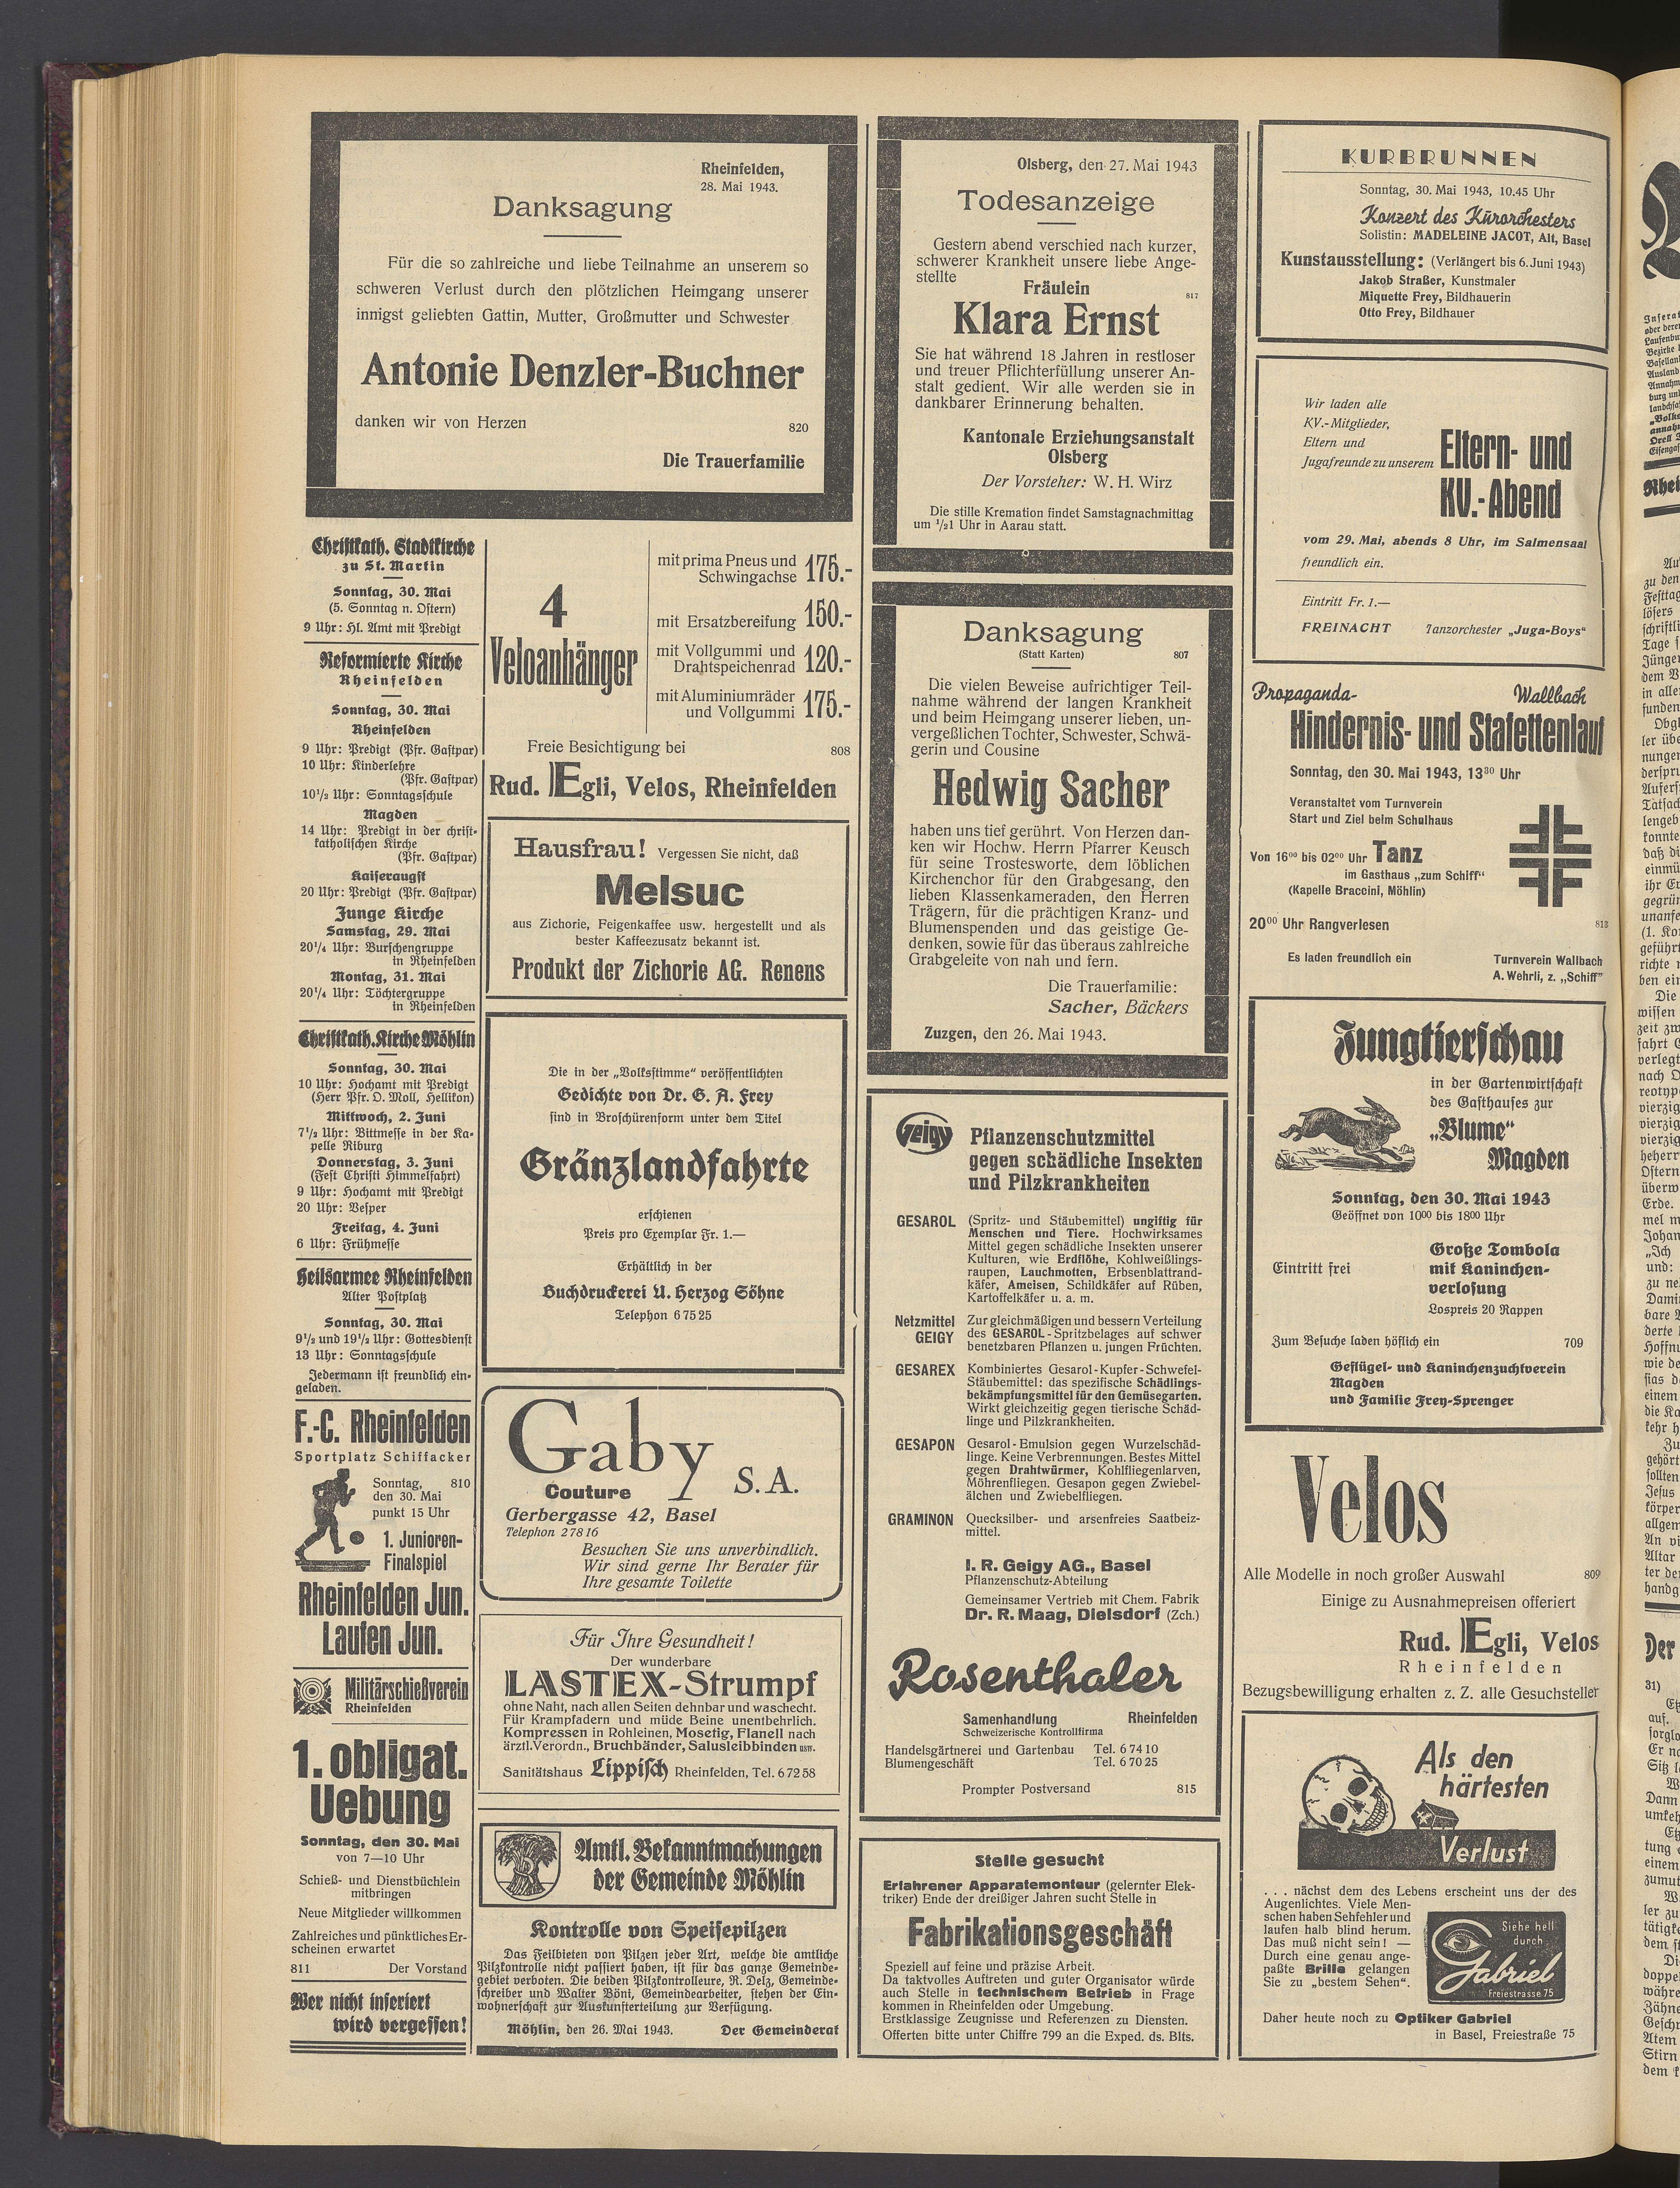 Rheinfelden,
28. Mai 1943.
Danksagung
Für die so zahlreiche und liebe Teilnahme an unserem so
schweren Verlust durch den plötzlichen Heimgang unserer
innigst geliebten Gattin, Mutter, Großmutter und Schwester
Antonie Denzler-Buchner
danken wir von Herzen
820
Die Trauerfamilie
Christkath. Stadtkirche
zu St. Martin
Sonntag, 30. Mai
(5. Sonntag n. Ostern)
9 Uhr: Hl. Amt mit Predigt
Reformierte Kirche
Rheinfelden
Sonntag, 30. Mai
Rheinfelden
9 Uhr: Predigt (Pfr. Gastpar)
10 Uhr: Kinderlehre
(Pfr. Gastpar)
10½ Uhr: Sonntagsschule
Magden
14 Uhr: Predigt in der christ-
katholischen Kirche
(Pfr. Gastpar)
Kaiseraugst
20 Uhr: Predigt (Pfr. Gastpar)
Junge Kirche
Samstag, 29. Mai
20¼ Uhr: Burschengruppe
in Rheinfelden
Montag, 31. Mai
20¼ Uhr: Töchtergruppe
in Rheinfelden
Christkath. Kirche Möhlin
Sonntag, 30. Mai
10 Uhr: Hochamt mit Predigt
(Herr Pfr. O. Moll, Hellikon)
Mittwoch, 2. Juni
7½ Uhr: Bittmesse in der Ka-
pelle Riburg
Donnerstag, 3. Juni
(Fest Christi Himmelfahrt)
9 Uhr: Hochamt mit Predigt
20 Uhr: Vesper
Freitag, 4. Juni
6 Uhr: Frühmesse
Heilsarmee Rheinfelden
Alter Postplatz
Sonntag, 30. Mai
9½ und 19½ Uhr: Gottesdienst
13 Uhr: Sonntagsschule
Jedermann ist freundlich ein-
geladen.
F.-C. Rheinfelden
Sportplatz Schiffacker
Sonntag, 810
den 30. Mai
punkt 15 Uhr
1. Junioren-
Finalspiel
Rheinfelden Jun.
Laufen Jun.
Militärschießverein
Rheinfelden
1. obligat.
Uebung
Sonntag, den 30. Mai
von 7—10 Uhr
Schieß- und Dienstbüchlein
mitbringen
Neue Mitglieder willkommen
Zahlreiches und pünktliches Er-
scheinen erwartet
811 Der Vorstand
Wer nicht inseriert
wird vergessen!
4
Veloanhänger
mit prima Pneus und
Schwingachse 175.-
mit Ersatzbereifung 150.-
mit Vollgummi und
Drahtspeichenrad 120.-
mit Aluminiumräder
und Vollgummi 175.-
Freie Besichtigung bei 808
Rud. Egli, Velos, Rheinfelden
Hausfrau! Vergessen Sie nicht, daß
Melsuc
aus Zichorie, Feigenkaffee usw. hergestellt und als
bester Kaffeezusatz bekannt ist.
Produkt der Zichorie AG. Renens
Die in der „Volksstimme“ veröffentlichten
Gedichte von Dr. G. A. Frey
sind in Broschürenform unter dem Titel
Gränzlandfahrte
erschienen
Preis pro Exemplar Fr. 1.—
Erhältlich in der
Buchdruckerei U. Herzog Söhne
Telephon 6 75 25
Gaby S.A.
Couture
Gerbergasse 42, Basel
Telephon 2 78 16
Besuchen Sie uns unverbindlich.
Wir sind gerne Ihr Berater für
Ihre gesamte Toilette
Für Ihre Gesundheit!
Der wunderbare
LASTEX-Strumpf
ohne Naht, nach allen Seiten dehnbar und waschecht.
Für Krampfadern und müde Beine unentbehrlich.
Kompressen in Rohleinen, Mosetig, Flanell nach
ärztl. Verordn., Bruchbänder, Salusleibbinden usw.
Sanitätshaus Lippisch Rheinfelden, Tel. 6 72 58
Amtl. Bekanntmachungen
der Gemeinde Möhlin
Kontrolle von Speisepilzen
Das Feilbieten von Pilzen jeder Art, welche die amtliche
Pilzkontrolle nicht passiert haben, ist für das ganze Gemeinde-
gebiet verboten. Die beiden Pilzkontrolleure, R. Delz, Gemeinde-
schreiber und Walter Böni, Gemeindearbeiter, stehen der Ein-
wohnerschaft zur Auskunfterteilung zur Verfügung.
Möhlin, den 26. Mai 1943. Der Gemeinderat
Olsberg, den 27. Mai 1943
Todesanzeige
Gestern abend verschied nach kurzer,
schwerer Krankheit unsere liebe Ange-
stellte
Fräulein
817
Klara Ernst
Sie hat während 18 Jahren in restloser
und treuer Pflichterfüllung unserer An-
stalt gedient. Wir alle werden sie in
dankbarer Erinnerung behalten.
Kantonale Erziehungsanstalt
Olsberg
Der Vorsteher: W. H. Wirz
Die stille Kremation findet Samstagnachmittag
um ½1 Uhr in Aarau statt.
Danksagung
(Statt Karten) 807
Die vielen Beweise aufrichtiger Teil-
nahme während der langen Krankheit
und beim Heimgang unserer lieben, un-
vergeßlichen Tochter, Schwester, Schwä-
gerin und Cousine
Hedwig Sacher
haben uns tief gerührt. Von Herzen dan-
ken wir Hochw. Herrn Pfarrer Keusch
für seine Trostesworte, dem löblichen
Kirchenchor für den Grabgesang, den
lieben Klassenkameraden, den Herren
Trägern, für die prächtigen Kranz- und
Blumenspenden und das geistige Ge-
denken, sowie für das überaus zahlreiche
Grabgeleite von nah und fern.
Die Trauerfamilie:
Sacher, Bäckers
Zuzgen, den 26. Mai 1943.
Geigy
Pflanzenschutzmittel
gegen schädliche Insekten
und Pilzkrankheiten
GESAROL (Spritz- und Stäubemittel) ungiftig für
Menschen und Tiere. Hochwirksames
Mittel gegen schädliche Insekten unserer
Kulturen, wie Erdflöhe, Kohlweißlings-
raupen, Lauchmotten, Erbsenblattrand-
käfer, Ameisen, Schildkäfer auf Rüben,
Kartoffelkäfer u. a. m.
Netzmittel GEIGY Zur gleichmäßigen und bessern Verteilung
des GESAROL-Spritzbelages auf schwer
benetzbaren Pflanzen u. jungen Früchten.
GESAREX Kombiniertes Gesarol-Kupfer-Schwefel-
Stäubemittel: das spezifische Schädlings-
bekämpfungsmittel für den Gemüsegarten.
Wirkt gleichzeitig gegen tierische Schäd-
linge und Pilzkrankheiten.
GESAPON Gesarol-Emulsion gegen Wurzelschäd-
linge. Keine Verbrennungen. Bestes Mittel
gegen Drahtwürmer, Kohlfliegenlarven,
Möhrenfliegen. Gesapon gegen Zwiebel-
älchen und Zwiebelfliegen.
GRAMINON Quecksilber- und arsenfreies Saatbeiz-
mittel.
I. R. Geigy AG., Basel
Pflanzenschutz-Abteilung
Gemeinsamer Vertrieb mit Chem. Fabrik
Dr. R. Maag, Dielsdorf (Zch.)
Rosenthaler
Samenhandlung Rheinfelden
Schweizerische Kontrollfirma
Handelsgärtnerei und Gartenbau Tel. 6 74 10
Blumengeschäft Tel. 6 70 25
Prompter Postversand 815
Stelle gesucht
Erfahrener Apparatemonteur (gelernter Elek-
triker) Ende der dreißiger Jahren sucht Stelle in
Fabrikationsgeschäft
Speziell auf feine und präzise Arbeit.
Da taktvolles Auftreten und guter Organisator würde
auch Stelle in technischem Betrieb in Frage
kommen in Rheinfelden oder Umgebung.
Erstklassige Zeugnisse und Referenzen zu Diensten.
Offerten bitte unter Chiffre 799 an die Exped. ds. Blts.
KURBRUNNEN
Sonntag, 30. Mai 1943, 10.45 Uhr
Konzert des Kurorchesters
Solistin: MADELEINE JACOT, Alt, Basel
Kunstausstellung: (Verlängert bis 6. Juni 1943)
Jakob Straßer, Kunstmaler
Miquette Frey, Bildhauerin
Otto Frey, Bildhauer
Wir laden alle
KV.-Mitglieder,
Eltern und
Jugafreunde zu unserem
Eltern- und
KV.-Abend
vom 29. Mai, abends 8 Uhr, im Salmensaal
freundlich ein.
Eintritt Fr. 1.—
FREINACHT Tanzorchester „Juga-Boys“
Propaganda- Wallbach
Hindernis- und Stafettenlauf
Sonntag, den 30. Mai 1943, 13³⁰ Uhr
Veranstaltet vom Turnverein
Start und Ziel beim Schulhaus
Von 16⁰⁰ bis 02⁰⁰ Uhr Tanz
im Gasthaus „zum Schiff“
(Kapelle Braccini, Möhlin)
20⁰⁰ Uhr Rangverlesen
813
Es laden freundlich ein Turnverein Wallbach
A. Wehrli, z. „Schiff“
Jungtierschau
in der Gartenwirtschaft
des Gasthauses zur
„Blume“
Magden
Sonntag, den 30. Mai 1943
Geöffnet von 10⁰⁰ bis 18⁰⁰ Uhr
Eintritt frei
Große Tombola
mit Kaninchen-
verlosung
Lospreis 20 Rappen
Zum Besuche laden höflich ein 709
Geflügel- und Kaninchenzuchtverein
Magden
und Familie Frey-Sprenger
Velos
Alle Modelle in noch großer Auswahl 809
Einige zu Ausnahmepreisen offeriert
Rud. Egli, Velos
Rheinfelden
Bezugsbewilligung erhalten z. Z. alle Gesuchsteller
Als den
härtesten
Verlust
. . . nächst dem des Lebens erscheint uns der des
Augenlichtes. Viele Men-
schen haben Sehfehler und
laufen halb blind herum.
Das muß nicht sein! —
Durch eine genau ange-
paßte Brille gelangen
Sie zu „bestem Sehen“.
Siehe hell
durch
Gabriel
Freiestrasse 75
Daher heute noch zu Optiker Gabriel
in Basel, Freiestraße 75